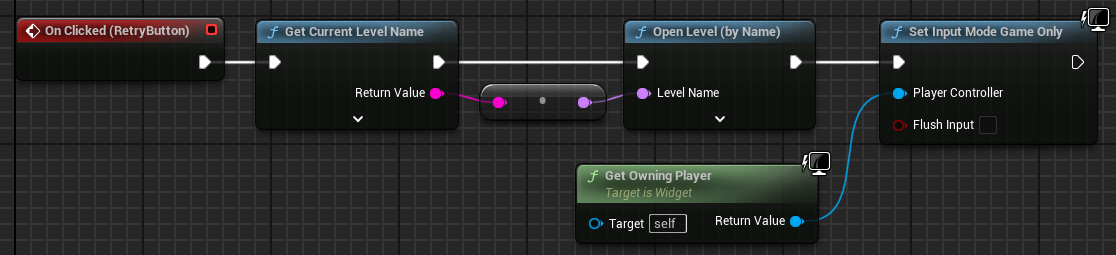 On Clicked (RetryButton)
f Get Current Level Name
Return Value
f Open Level (by Name)
Level Name
f Set Input Mode Game Only
Player Controller
Flush Input
f Get Owning Player
Target is Widget
Target self
Return Value